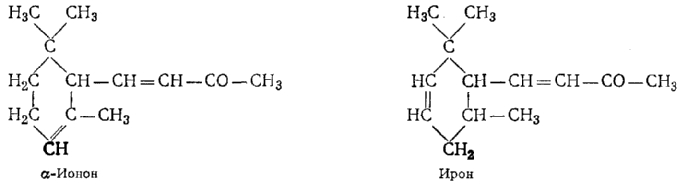 H₃C CH₃ H₃C CH₃
C C
H₂C CH—CH=CH—CO—CH₃ HC CH—CH=CH—CO—CH₃
H₂C C—CH₃ HC CH—CH₃
CH CH₂
α-Ионон Ирон